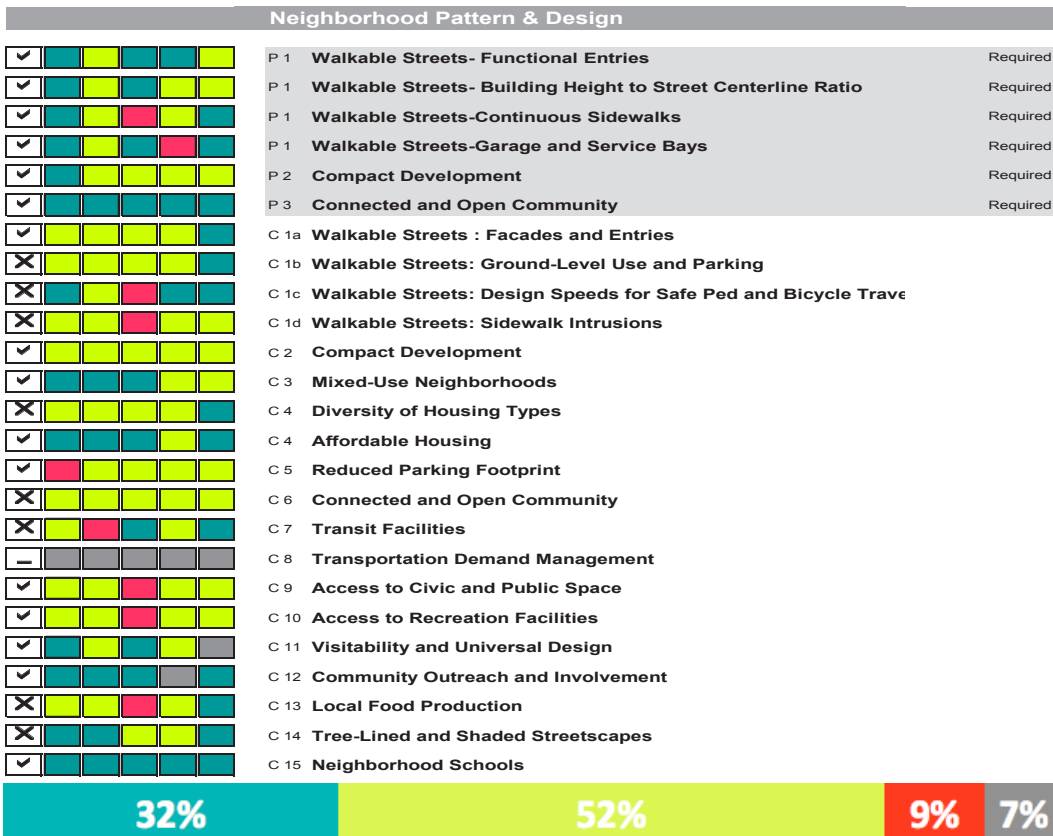 Neighborhood Pattern & Design
P 1 Walkable Streets- Functional Entries Required
P 1 Walkable Streets- Building Height to Street Centerline Ratio Required
P 1 Walkable Streets-Continuous Sidewalks Required
P 1 Walkable Streets-Garage and Service Bays Required
P 2 Compact Development Required
P 3 Connected and Open Community Required
C 1a Walkable Streets : Facades and Entries
C 1b Walkable Streets: Ground-Level Use and Parking
C 1c Walkable Streets: Design Speeds for Safe Ped and Bicycle Trave
C 1d Walkable Streets: Sidewalk Intrusions
C 2 Compact Development
C 3 Mixed-Use Neighborhoods
C 4 Diversity of Housing Types
C 4 Affordable Housing
C 5 Reduced Parking Footprint
C 6 Connected and Open Community
C 7 Transit Facilities
C 8 Transportation Demand Management
C 9 Access to Civic and Public Space
C 10 Access to Recreation Facilities
C 11 Visitability and Universal Design
C 12 Community Outreach and Involvement
C 13 Local Food Production
C 14 Tree-Lined and Shaded Streetscapes
C 15 Neighborhood Schools
32% 52% 9% 7%